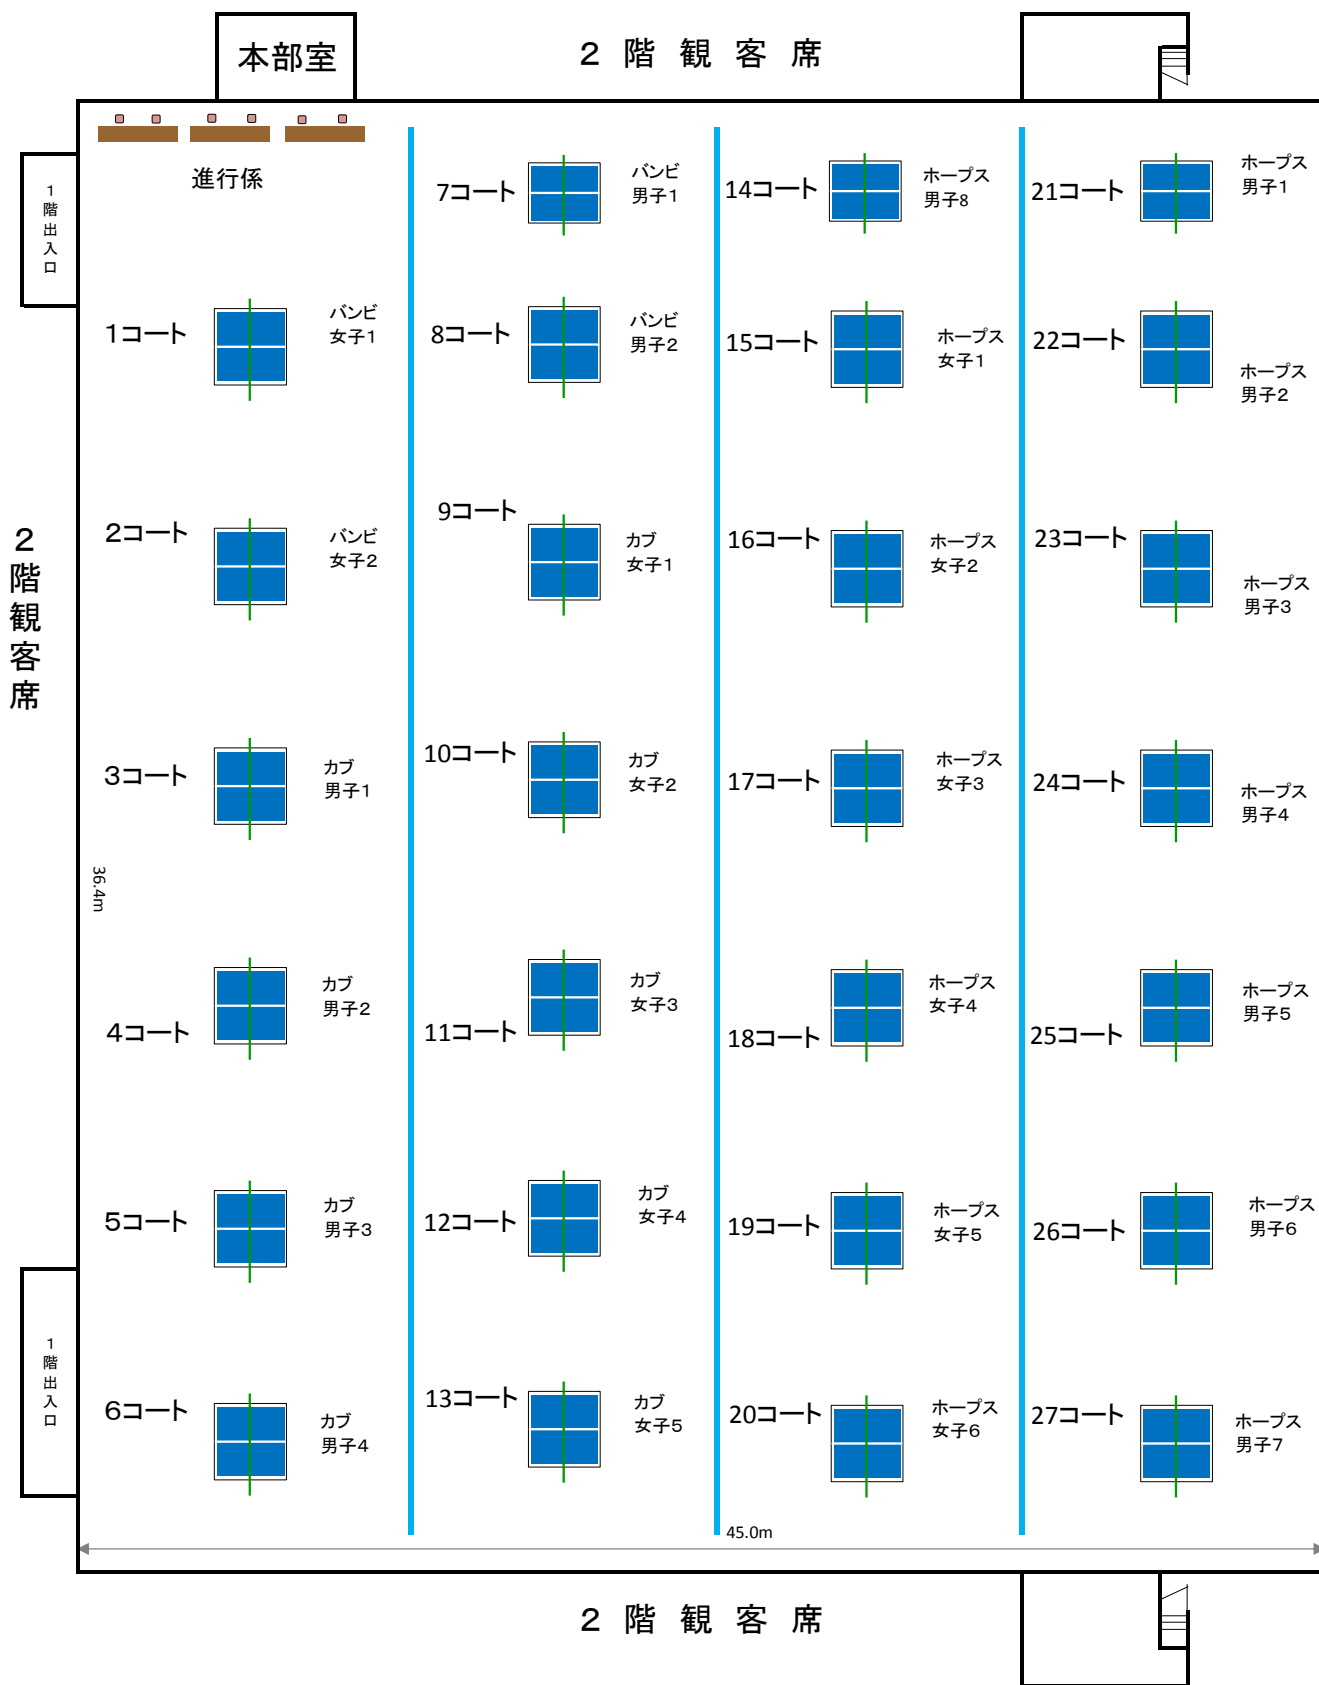 本部室
２ 階 観 客 席
進行係
1階出入口
２階観客席
1コート
バンビ
女子1
2コート
バンビ
女子2
3コート
カブ
男子1
36.4m
4コート
カブ
男子2
5コート
カブ
男子3
1階出入口
6コート
カブ
男子4
7コート
バンビ
男子1
8コート
バンビ
男子2
9コート
カブ
女子1
10コート
カブ
女子2
11コート
カブ
女子3
12コート
カブ
女子4
13コート
カブ
女子5
14コート
ホープス
男子8
15コート
ホープス
女子1
16コート
ホープス
女子2
17コート
ホープス
女子3
18コート
ホープス
女子4
19コート
ホープス
女子5
20コート
ホープス
女子6
21コート
ホープス
男子1
22コート
ホープス
男子2
23コート
ホープス
男子3
24コート
ホープス
男子4
25コート
ホープス
男子5
26コート
ホープス
男子6
27コート
ホープス
男子7
45.0m
２ 階 観 客 席